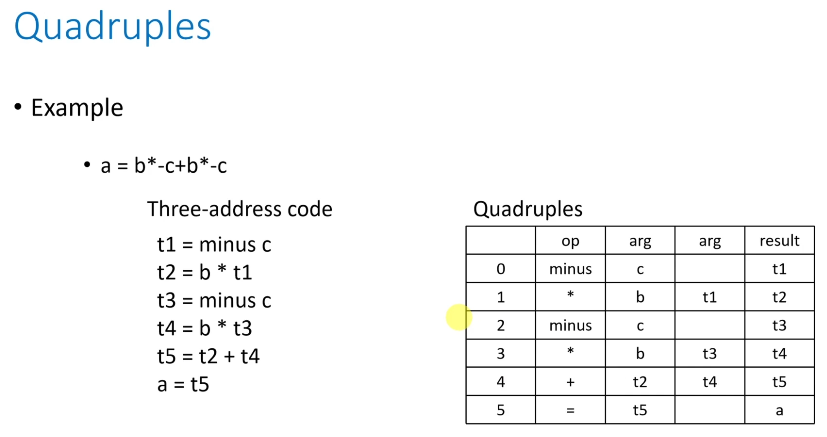 Quadruples
• Example
• a = b*-c+b*-c
Three-address code
t1 = minus c
t2 = b * t1
t3 = minus c
t4 = b * t3
t5 = t2 + t4
a = t5
Quadruples
op arg arg result
0 minus c t1
1 * b t1 t2
2 minus c t3
3 * b t3 t4
4 + t2 t4 t5
5 = t5 a